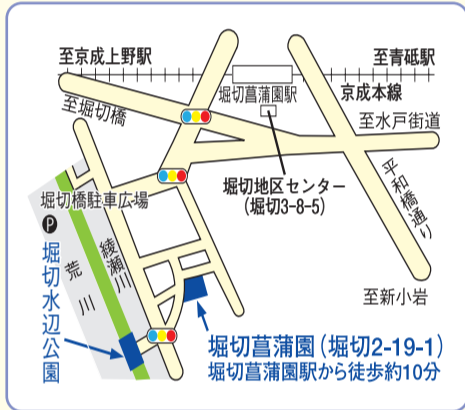 至京成上野駅
至青砥駅
堀切菖蒲園駅
京成本線
至堀切橋
至水戸街道
堀切地区センター
(堀切3-8-5)
平和橋通り
堀切橋駐車広場
P
綾瀬川
荒川
堀切水辺公園
至新小岩
堀切菖蒲園(堀切2-19-1)
堀切菖蒲園駅から徒歩約10分